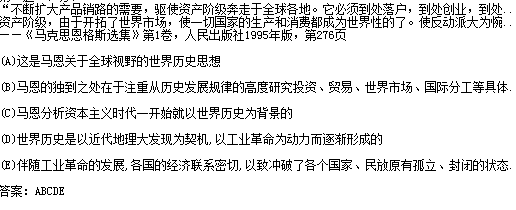 “不断扩大产品销路的需要，驱使资产阶级奔走于全球各地。它必须到处落户，到处创业，到处..
资产阶级，由于开拓了世界市场，使一切国家的生产和消费都成为世界性的了。使反动派大为惋..
——《马克思恩格斯选集》第1卷，人民出版社1995年版，第276页
(A)这是马恩关于全球视野的世界历史思想
(B)马恩的独到之处在于注重从历史发展规律的高度研究投资、贸易、世界市场、国际分工等具体.
(C)马恩分析资本主义时代一开始就以世界历史为背景的
(D)世界历史是以近代地理大发现为契机,以工业革命为动力而逐渐形成的
(E)伴随工业革命的发展,各国的经济联系密切,以致冲破了各个国家、民放原有孤立、封闭的状态.
答案：ABCDE